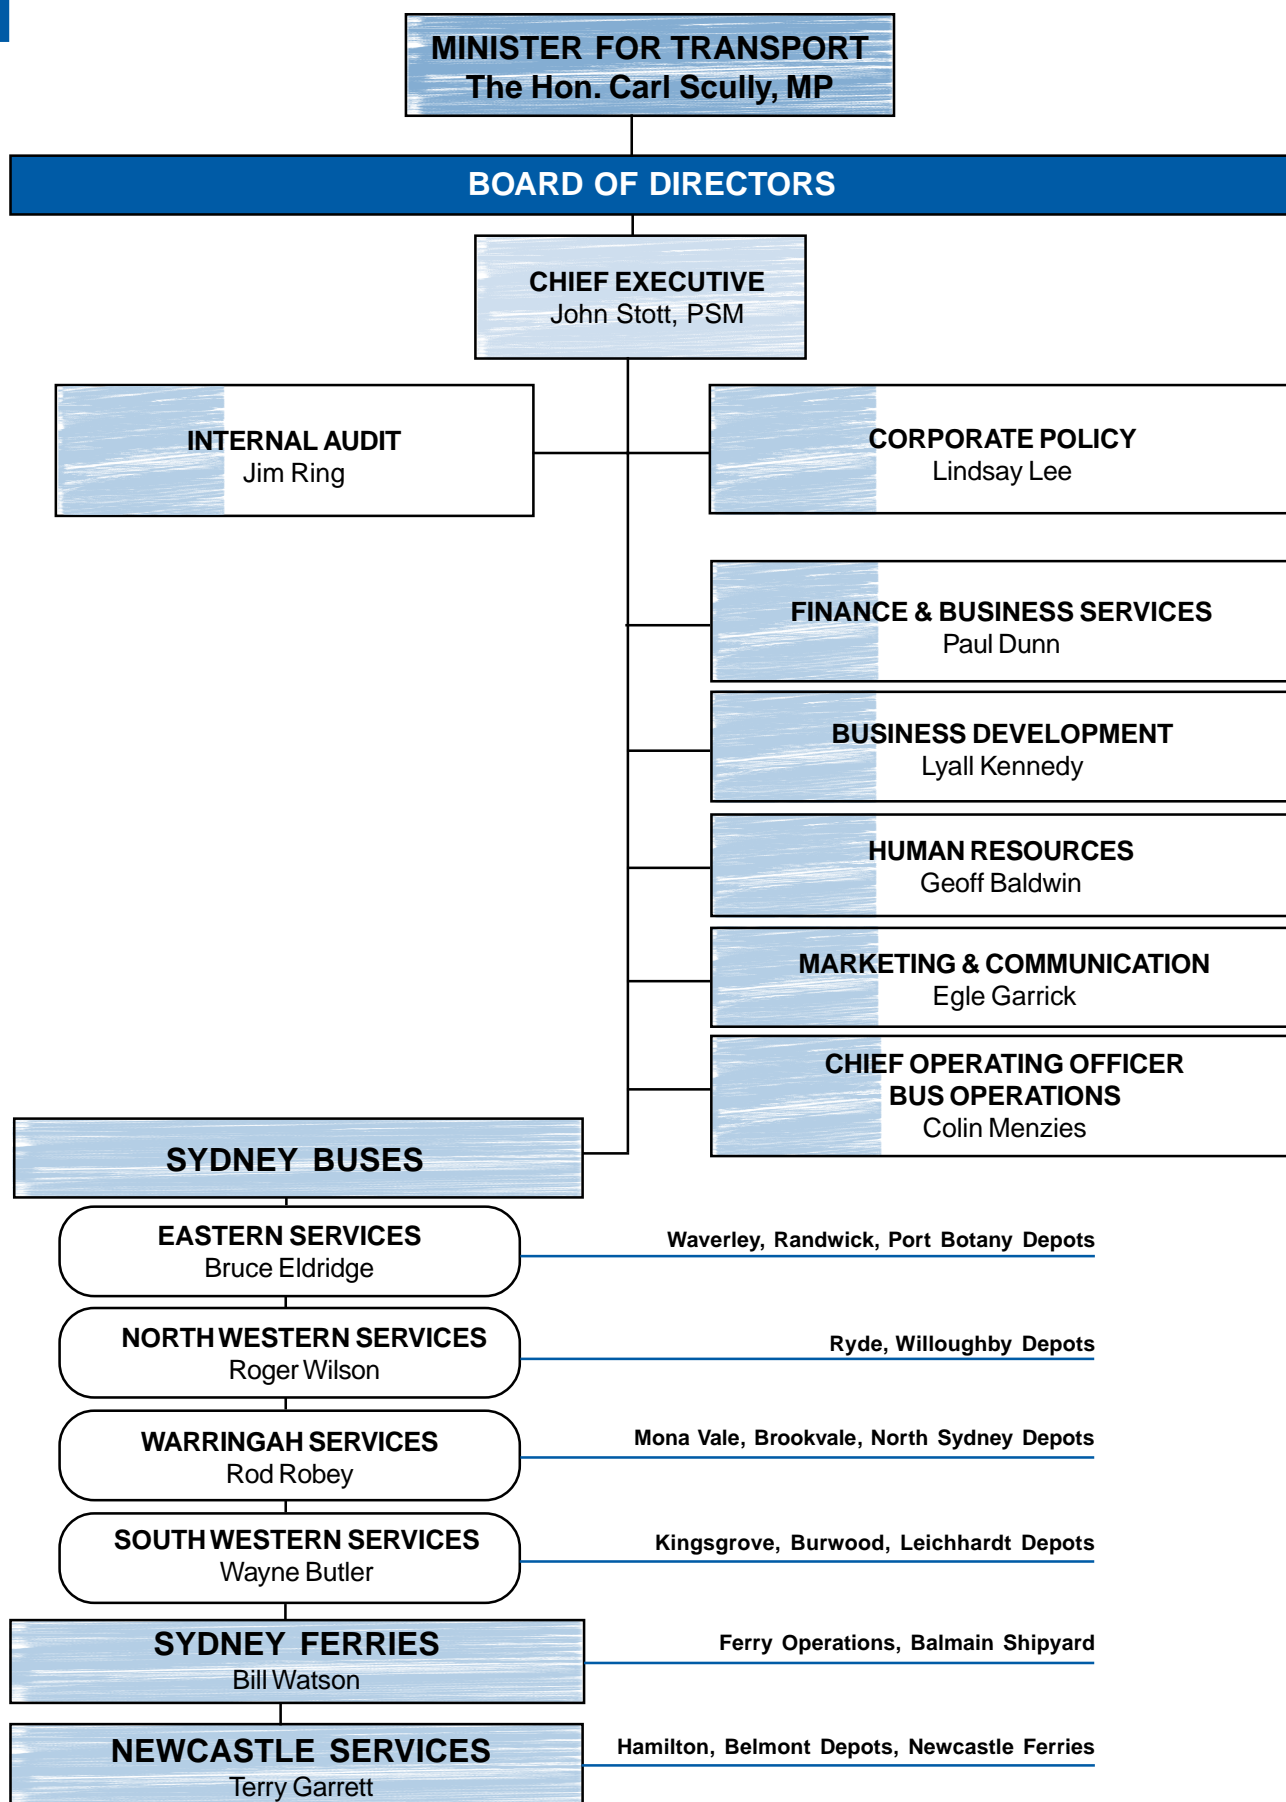 MINISTER FOR TRANSPORT
The Hon. Carl Scully, MP
BOARD OF DIRECTORS
CHIEF EXECUTIVE
John Stott, PSM
INTERNAL AUDIT
Jim Ring
CORPORATE POLICY
Lindsay Lee
FINANCE & BUSINESS SERVICES
Paul Dunn
BUSINESS DEVELOPMENT
Lyall Kennedy
HUMAN RESOURCES
Geoff Baldwin
MARKETING & COMMUNICATION
Egle Garrick
CHIEF OPERATING OFFICER
BUS OPERATIONS
Colin Menzies
SYDNEY BUSES
EASTERN SERVICES
Bruce Eldridge
Waverley, Randwick, Port Botany Depots
NORTH WESTERN SERVICES
Roger Wilson
Ryde, Willoughby Depots
WARRINGAH SERVICES
Rod Robey
Mona Vale, Brookvale, North Sydney Depots
SOUTH WESTERN SERVICES
Wayne Butler
Kingsgrove, Burwood, Leichhardt Depots
SYDNEY FERRIES
Bill Watson
Ferry Operations, Balmain Shipyard
NEWCASTLE SERVICES
Terry Garrett
Hamilton, Belmont Depots, Newcastle Ferries